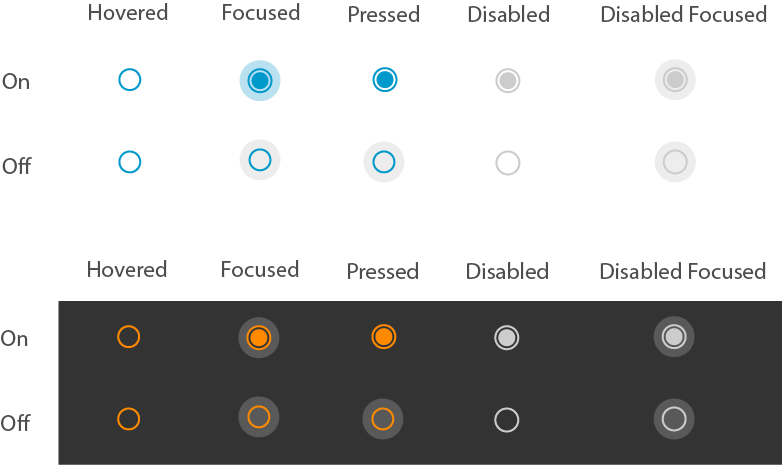 Hovered Focused Pressed Disabled Disabled Focused
On
Off
Hovered Focused Pressed Disabled Disabled Focused
On
Off